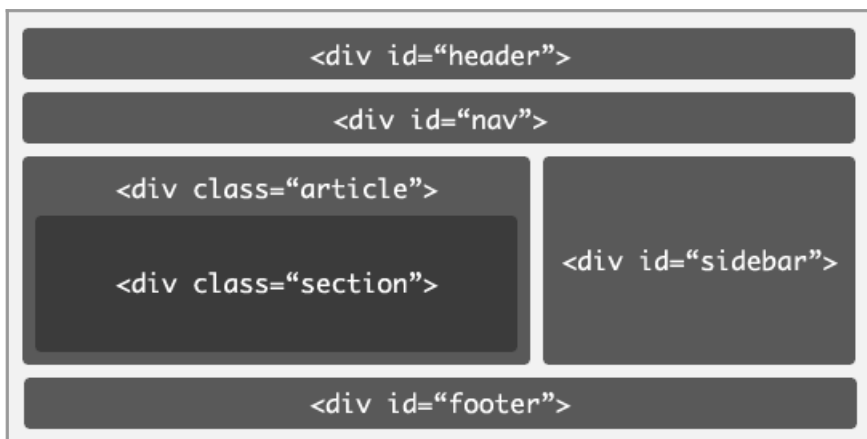 <div id=“header”>
<div id=“nav”>
<div class=“article”>
<div class=“section”>
<div id=“sidebar”>
<div id=“footer”>